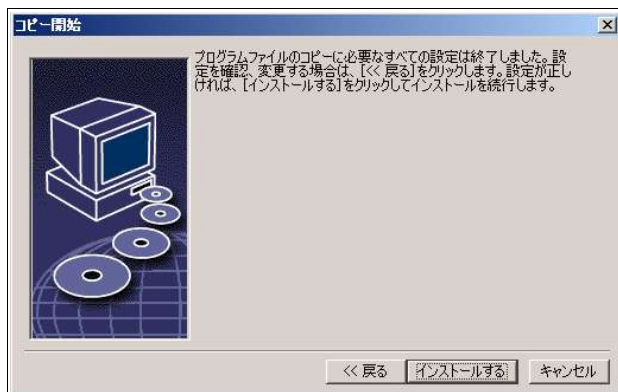 コピー開始
プログラムファイルのコピーに必要なすべての設定は終了しました。設
定を確認、変更する場合は、[<< 戻る]をクリックします。設定が正し
ければ、[インストールする]をクリックしてインストールを続行します。
<< 戻る
インストールする
キャンセル